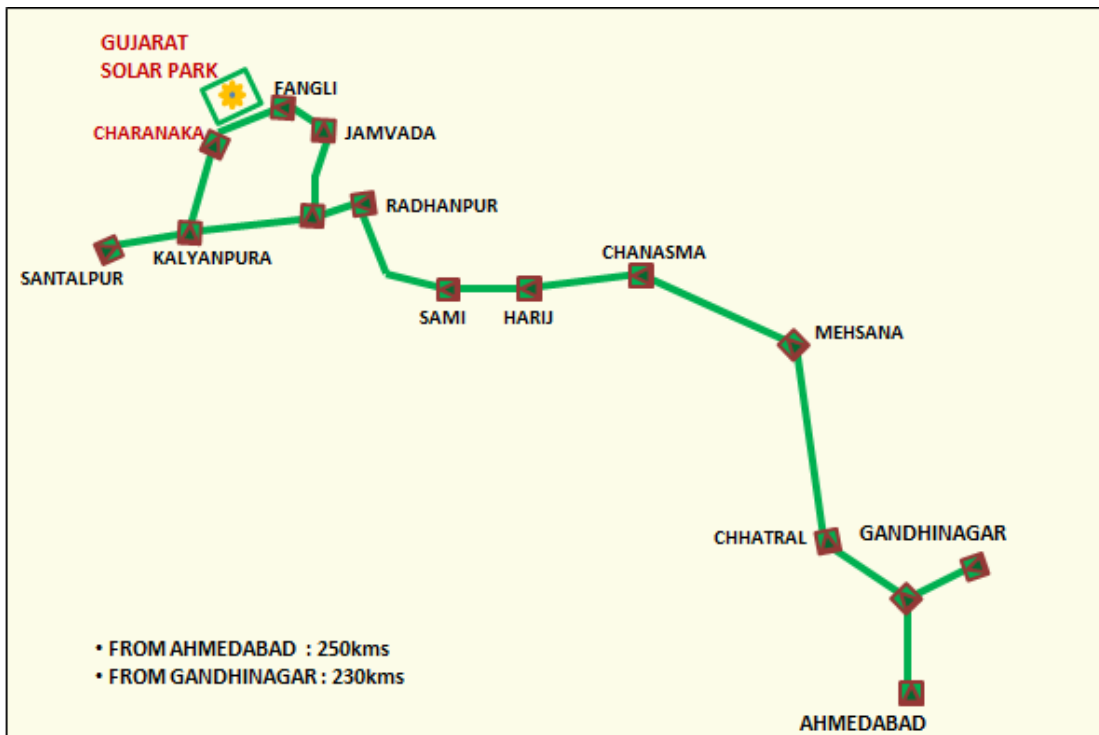 GUJARAT
SOLAR PARK
FANGLI
CHARANAKA
JAMVADA
RADHANPUR
KALYANPURA
SANTALPUR
CHANASMA
SAMI
HARIJ
MEHSANA
CHHATRAL
GANDHINAGAR
• FROM AHMEDABAD : 250kms
• FROM GANDHINAGAR : 230kms
AHMEDABAD